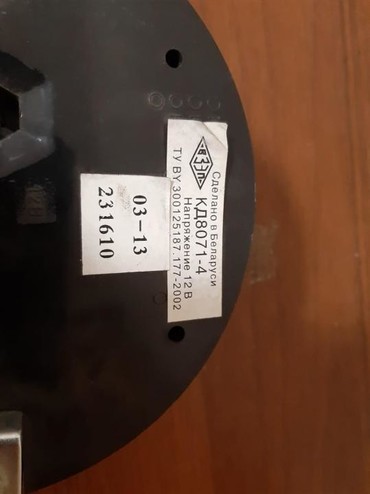 Сделано в Беларуси
КД8071-4
Напряжение 12 В
ТУ BY 300125187.177-2002
03-13
231610